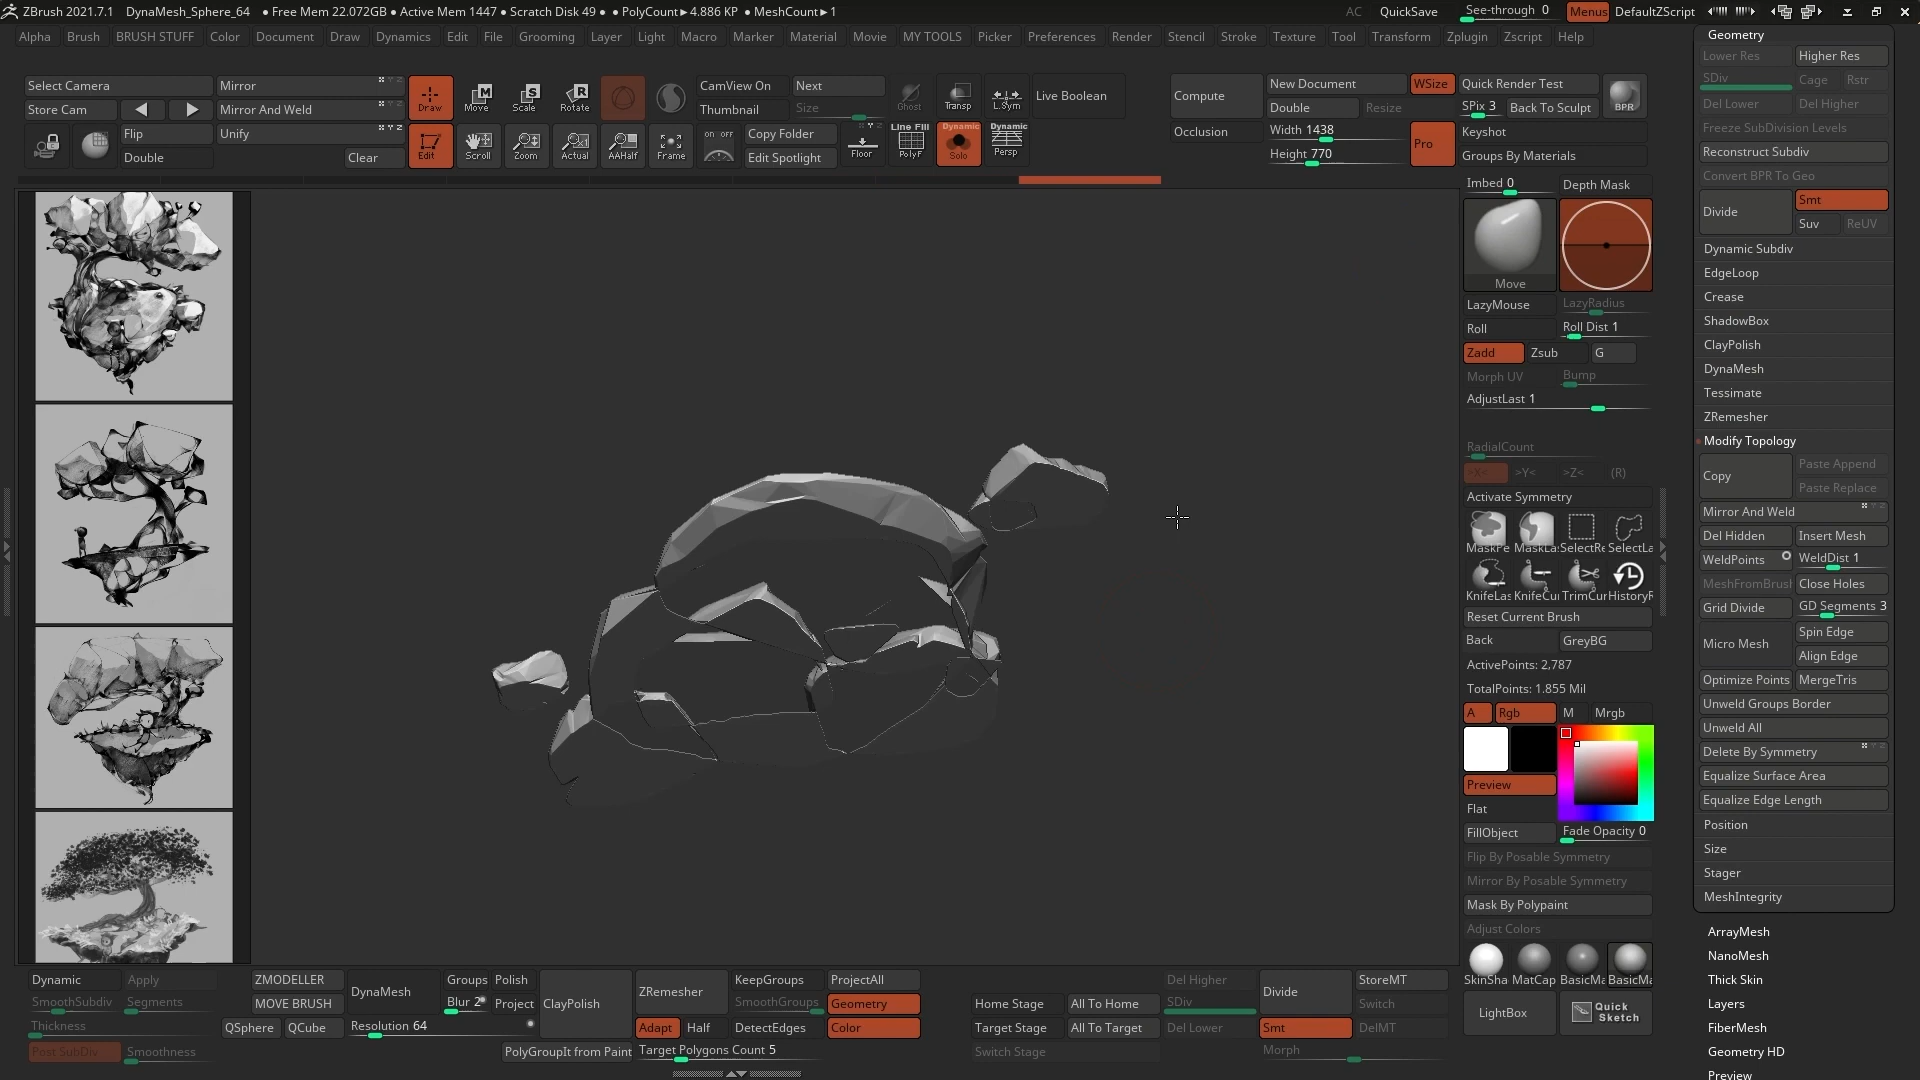 ZBrush 2021.7.1 DynaMesh_Sphere_64 ● Free Mem 22.072GB ● Active Mem 1447 ● Scratch Disk 49 ● ● PolyCount► 4.886 KP ● MeshCount► 1 AC QuickSave See-through 0 Menus DefaultZScript
Alpha Brush BRUSH STUFF Color Document Draw Dynamics Edit File Grooming Layer Light Macro Marker Material Movie MY TOOLS Picker Preferences Render Stencil Stroke Texture Tool Transform Zplugin Zscript Help
Select Camera Mirror
Store Cam Mirror And Weld
Flip Unify
Double Clear
Draw Move Scale Rotate
Edit Scroll Zoom Actual AAHalf Frame
CamView On Next
Thumbnail Size
ON OFF Copy Folder
Edit Spotlight
Ghost Transp L.Sym Live Boolean
Floor Line Fill PolyF Dynamic Solo Dynamic Persp
Compute New Document WSize Quick Render Test
Double Resize SPix 3 Back To Sculpt BPR
Occlusion Width 1438 Pro Keyshot
Height 770 Groups By Materials
Imbed 0 Depth Mask
Move
LazyMouse LazyRadius
Roll Roll Dist 1
Zadd Zsub G
Morph UV Bump
AdjustLast 1
RadialCount
>X< >Y< >Z< (R)
Activate Symmetry
MaskPe MaskLa SelectRe SelectLa
KnifeLas KnifeCu TrimCur HistoryR
Reset Current Brush
Back GreyBG
ActivePoints: 2,787
TotalPoints: 1.855 Mil
A Rgb M Mrgb
Preview
Flat
FillObject Fade Opacity 0
Flip By Posable Symmetry
Mirror By Posable Symmetry
Mask By Polypaint
Adjust Colors
SkinSha MatCap BasicMa BasicMa
LightBox Quick Sketch
Geometry
Lower Res Higher Res
SDiv Cage Rstr
Del Lower Del Higher
Freeze SubDivision Levels
Reconstruct Subdiv
Convert BPR To Geo
Divide Smt
Suv ReUV
Dynamic Subdiv
EdgeLoop
Crease
ShadowBox
ClayPolish
DynaMesh
Tessimate
ZRemesher
Modify Topology
Copy Paste Append
Paste Replace
Mirror And Weld
Del Hidden Insert Mesh
WeldPoints WeldDist 1
MeshFromBrush Close Holes
Grid Divide GD Segments 3
Micro Mesh Spin Edge
Align Edge
Optimize Points MergeTris
Unweld Groups Border
Unweld All
Delete By Symmetry
Equalize Surface Area
Equalize Edge Length
Position
Size
Stager
MeshIntegrity
ArrayMesh
NanoMesh
Thick Skin
Layers
FiberMesh
Geometry HD
Preview
Dynamic Apply
SmoothSubdiv Segments
Thickness
Post SubDiv Smoothness
ZMODELLER
MOVE BRUSH
QSphere QCube
DynaMesh Groups Polish
Blur 2 Project
Resolution 64
ClayPolish
PolyGroupIt from Paint
ZRemesher KeepGroups ProjectAll
SmoothGroups Geometry
Adapt Half DetectEdges Color
Target Polygons Count 5
Home Stage All To Home
Target Stage All To Target
Switch Stage
Del Higher Divide StoreMT
SDiv Switch
Del Lower Smt DelMT
Morph